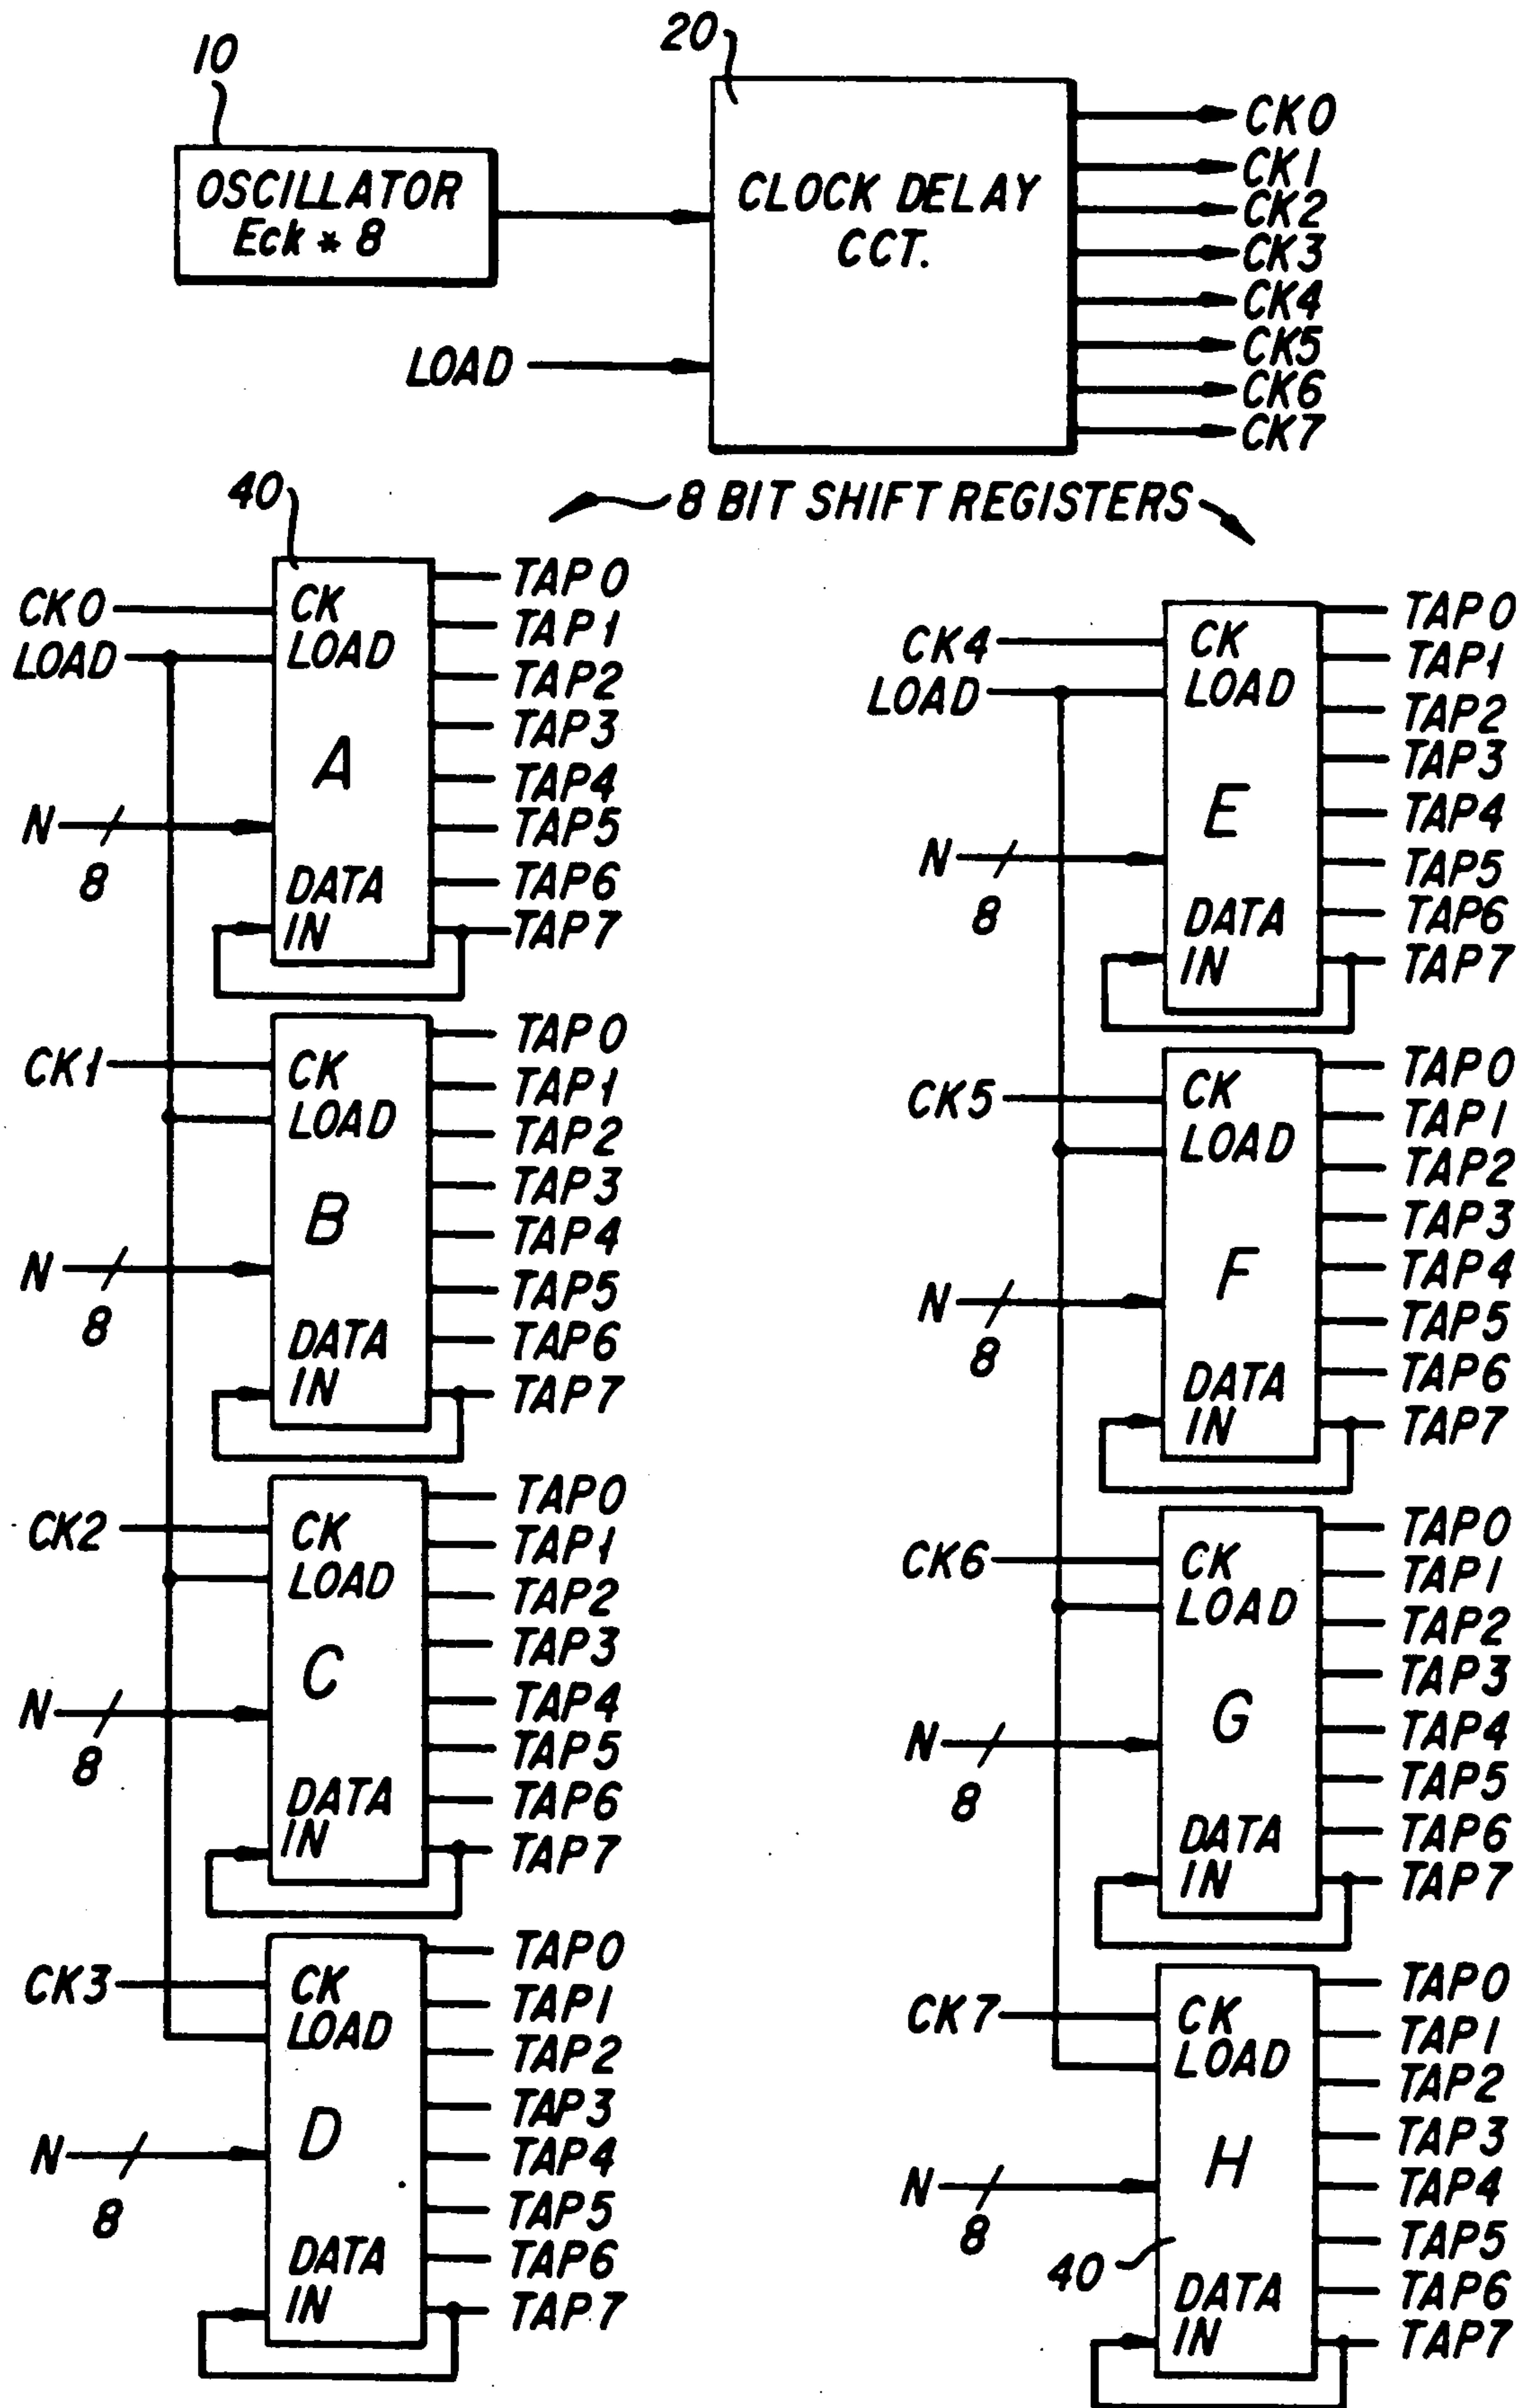 10
20
OSCILLATOR
Eck * 8
LOAD
CLOCK DELAY
CCT.
CK0
CK1
CK2
CK3
CK4
CK5
CK6
CK7
8 BIT SHIFT REGISTERS
40
CK0
LOAD
N
8
CK
LOAD
A
DATA
IN
TAP0
TAP1
TAP2
TAP3
TAP4
TAP5
TAP6
TAP7
CK1
N
8
CK
LOAD
B
DATA
IN
TAP0
TAP1
TAP2
TAP3
TAP4
TAP5
TAP6
TAP7
CK2
N
8
CK
LOAD
C
DATA
IN
TAP0
TAP1
TAP2
TAP3
TAP4
TAP5
TAP6
TAP7
CK3
N
8
CK
LOAD
D
DATA
IN
TAP0
TAP1
TAP2
TAP3
TAP4
TAP5
TAP6
TAP7
CK4
LOAD
N
8
CK
LOAD
E
DATA
IN
TAP0
TAP1
TAP2
TAP3
TAP4
TAP5
TAP6
TAP7
CK5
N
8
CK
LOAD
F
DATA
IN
TAP0
TAP1
TAP2
TAP3
TAP4
TAP5
TAP6
TAP7
CK6
N
8
CK
LOAD
G
DATA
IN
TAP0
TAP1
TAP2
TAP3
TAP4
TAP5
TAP6
TAP7
CK7
N
8
40
CK
LOAD
H
DATA
IN
TAP0
TAP1
TAP2
TAP3
TAP4
TAP5
TAP6
TAP7